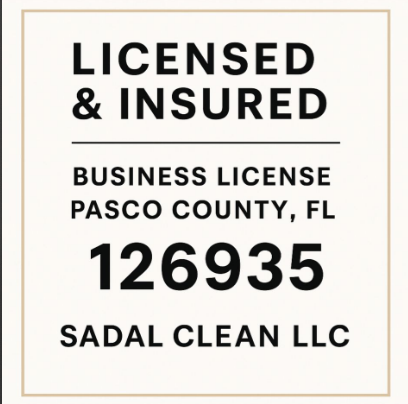 LICENSED
& INSURED
BUSINESS LICENSE
PASCO COUNTY, FL
126935
SADAL CLEAN LLC